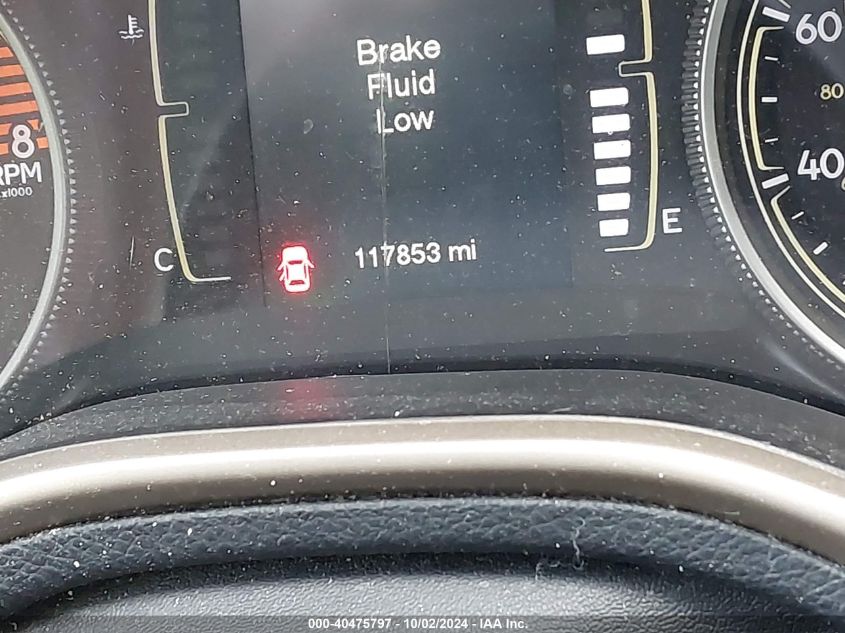 Brake
Fluid
Low
60
80
8
RPM
x1000
40
E
C
117853 mi
000-40475797 - 10/02/2024 - IAA Inc.